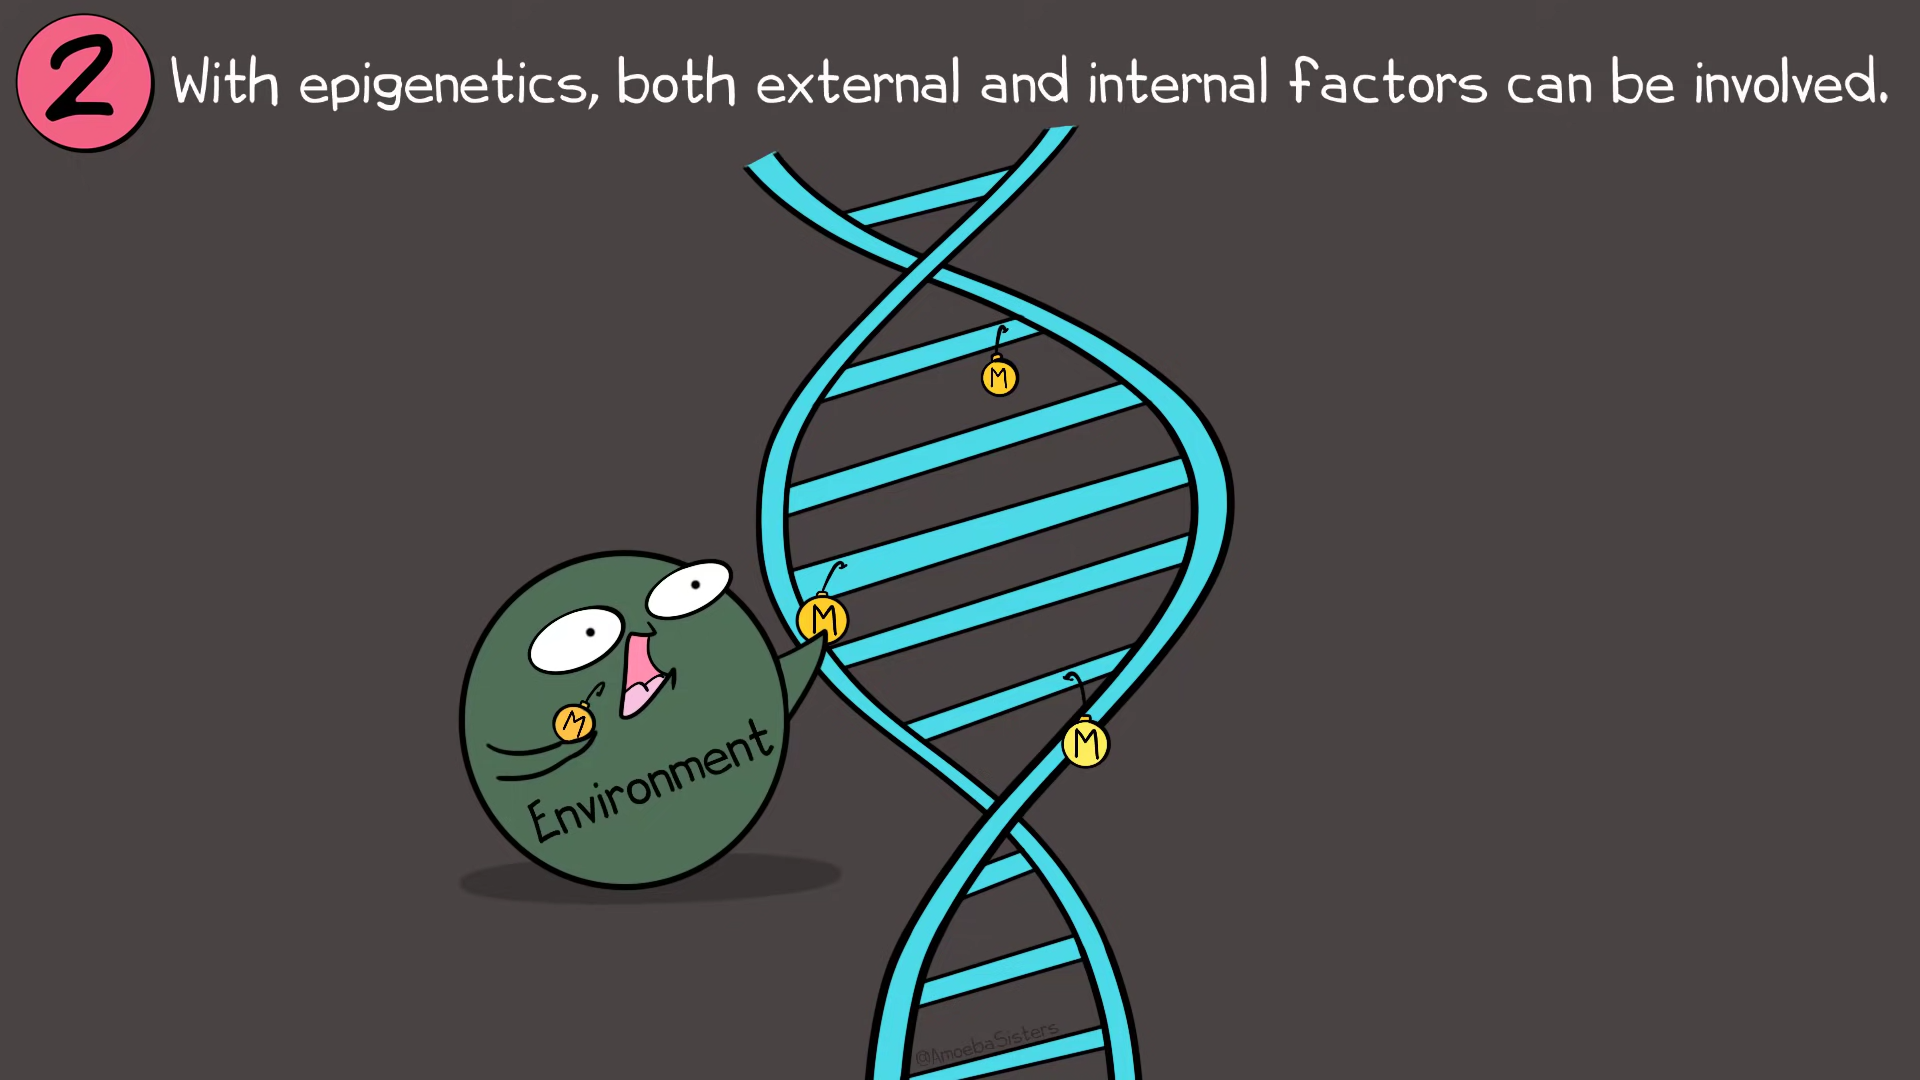 2 With epigenetics, both external and internal factors can be involved.
M
M
M
M
Environment
@AmoebaSisters